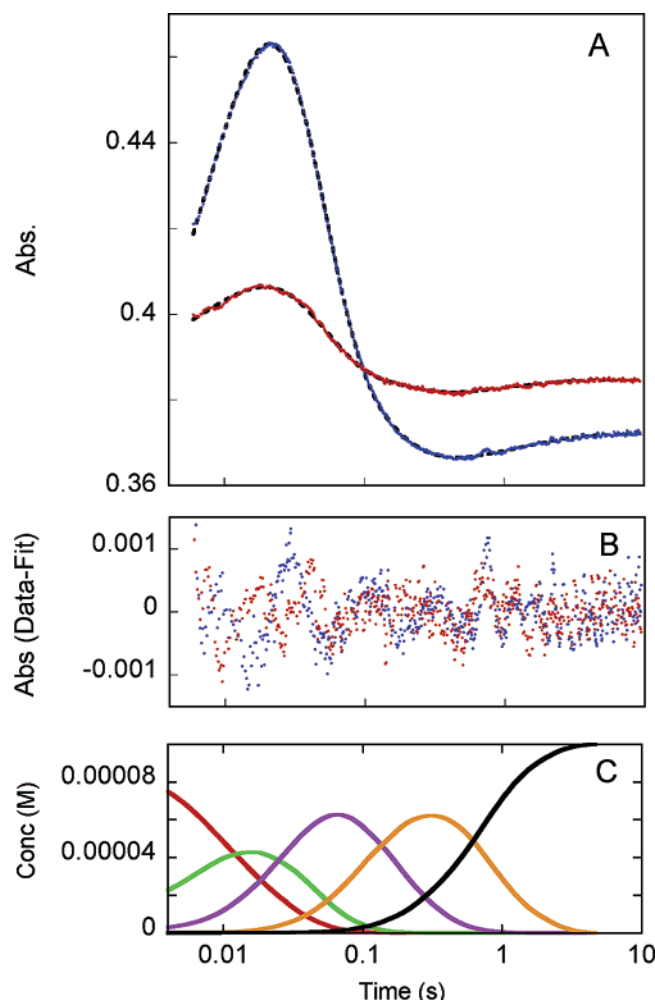 A
0.44
Abs.
0.4
0.36
B
0.001
Abs (Data-Fit)
0
-0.001
C
0.00008
Conc (M)
0.00004
0
0.01 0.1 1 10
Time (s)